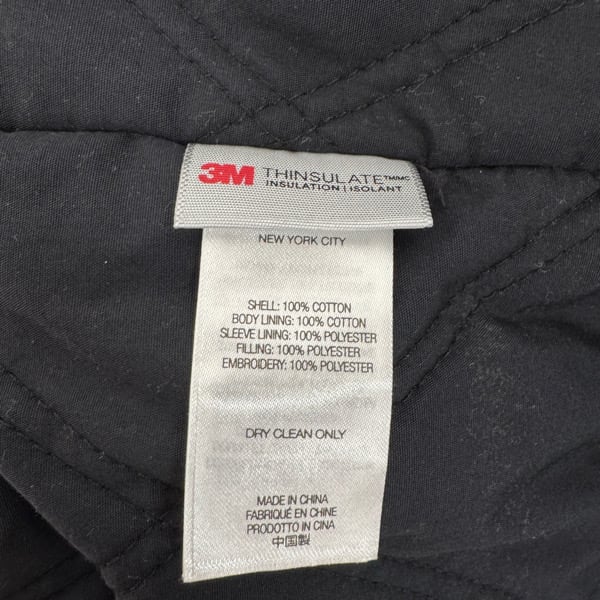 3M THINSULATE™/MC
INSULATION | ISOLANT
NEW YORK CITY
SHELL: 100% COTTON
BODY LINING: 100% COTTON
SLEEVE LINING: 100% POLYESTER
FILLING: 100% POLYESTER
EMBROIDERY: 100% POLYESTER
DRY CLEAN ONLY
MADE IN CHINA
FABRIQUÉ EN CHINE
PRODOTTO IN CINA
中国製